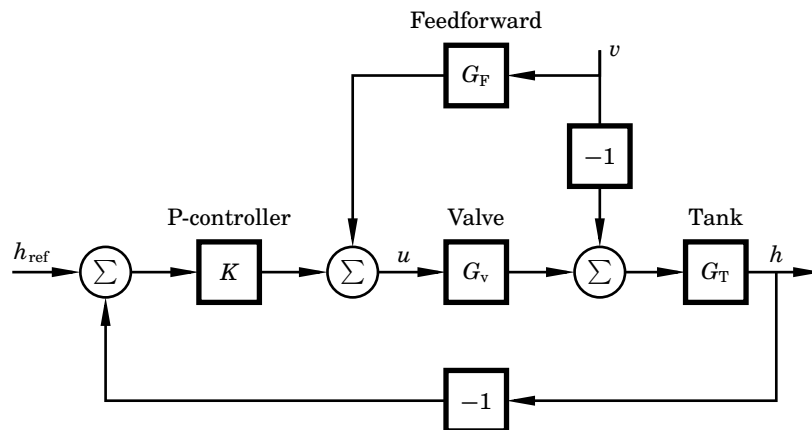 Feedforward
v
G_F
−1
P-controller
Valve
Tank
h_ref
∑
K
∑
u
G_v
∑
G_T
h
−1